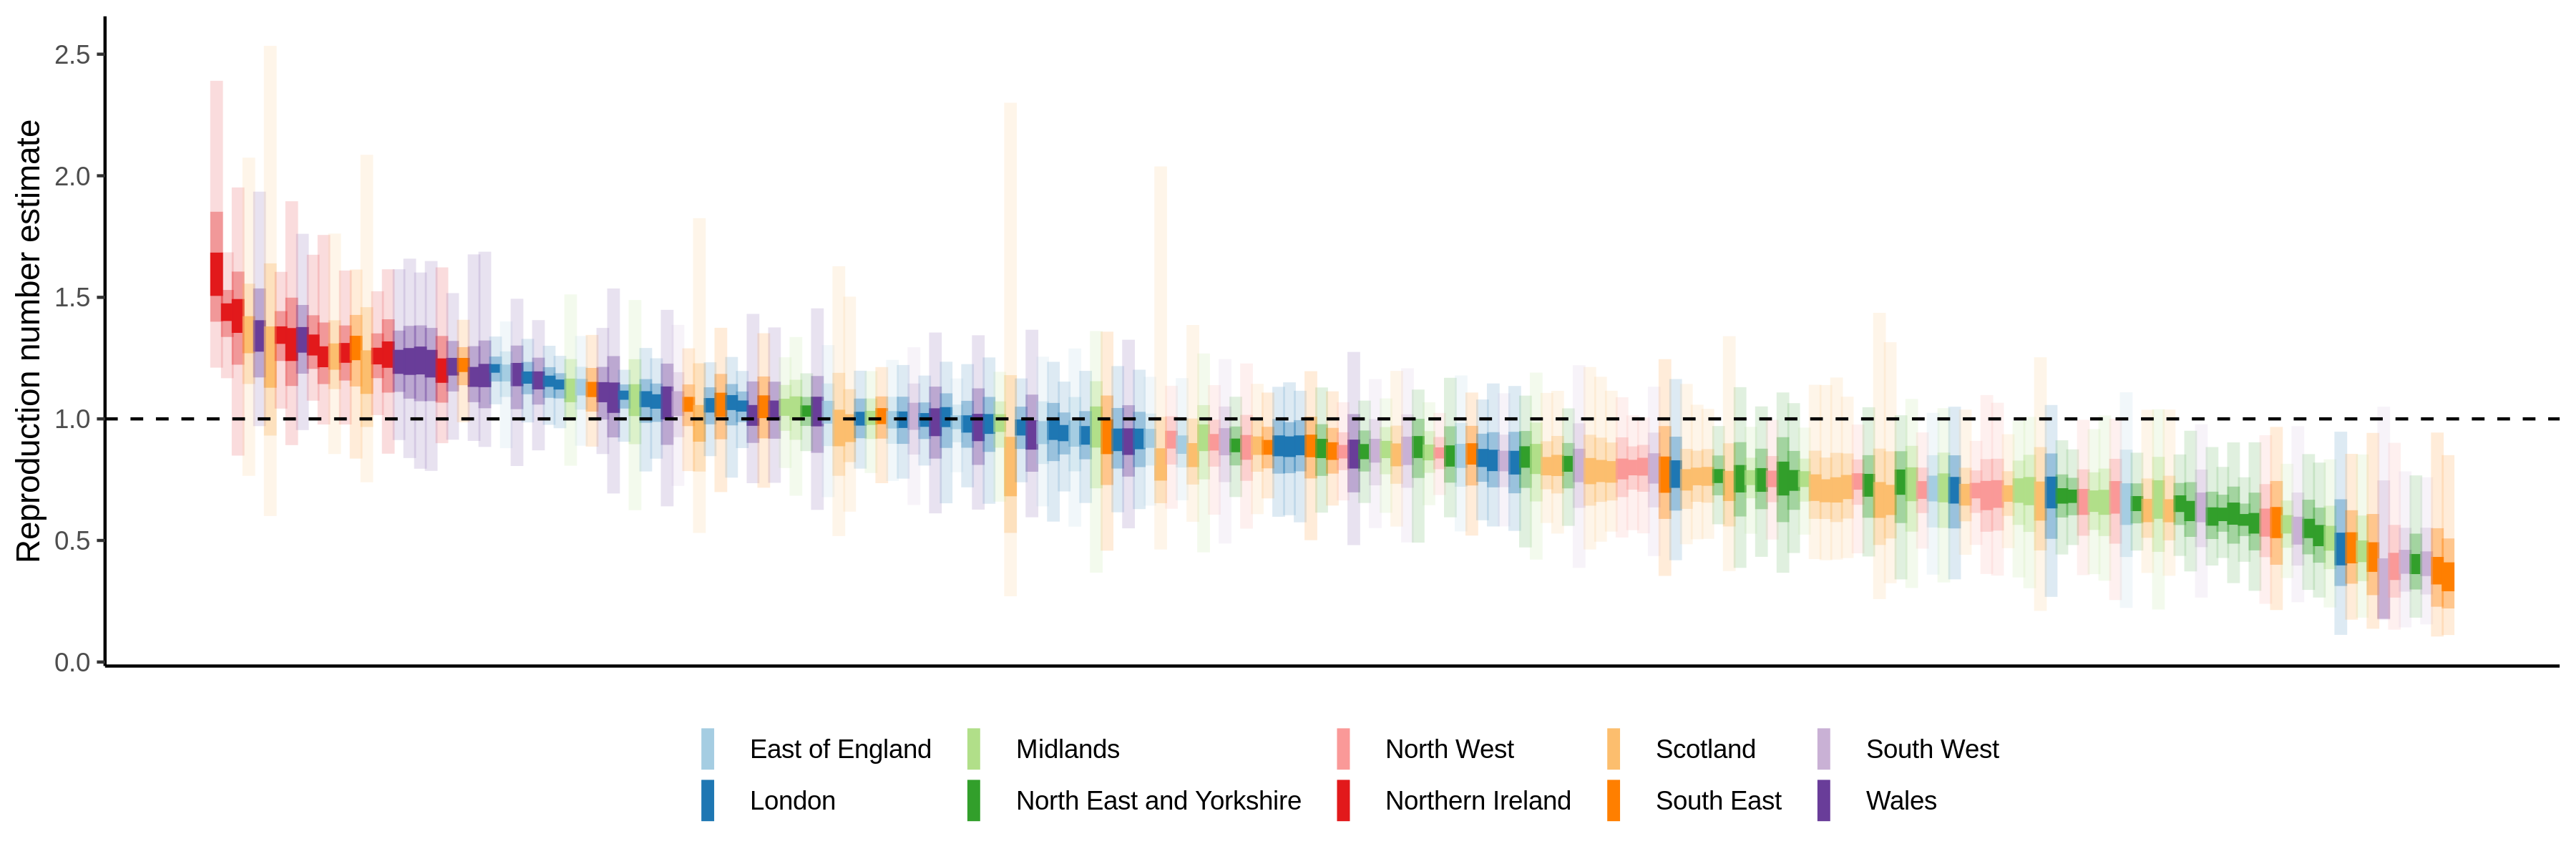 Reproduction number estimate
2.5
2.0
1.5
1.0
0.5
0.0
East of England Midlands North West Scotland South West
London North East and Yorkshire Northern Ireland South East Wales